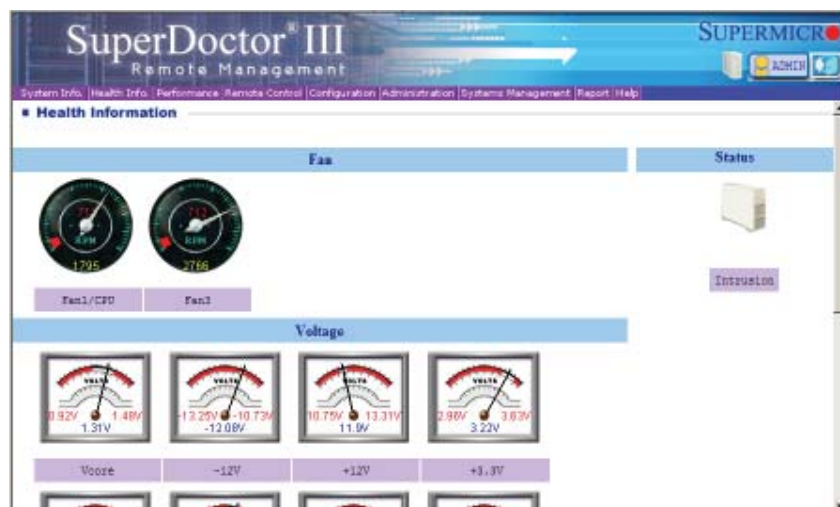 SuperDoctor® III
Remote Management
SUPERMICR
ADMIN
System Info. | Health Info. | Performance | Remote Control | Configuration | Administration | Systems Management | Report | Help
Health Information
Fan
Status
712
RPM
1795
712
RPM
2766
Intrusion
Fan1/CPU
Fan3
Voltage
VOLTS
0.92V
1.48V
1.31V
VOLTS
-13.25V
-10.73V
-12.08V
VOLTS
10.75V
13.31V
11.9V
VOLTS
2.96V
3.63V
3.22V
Vcore
-12V
+12V
+3.3V